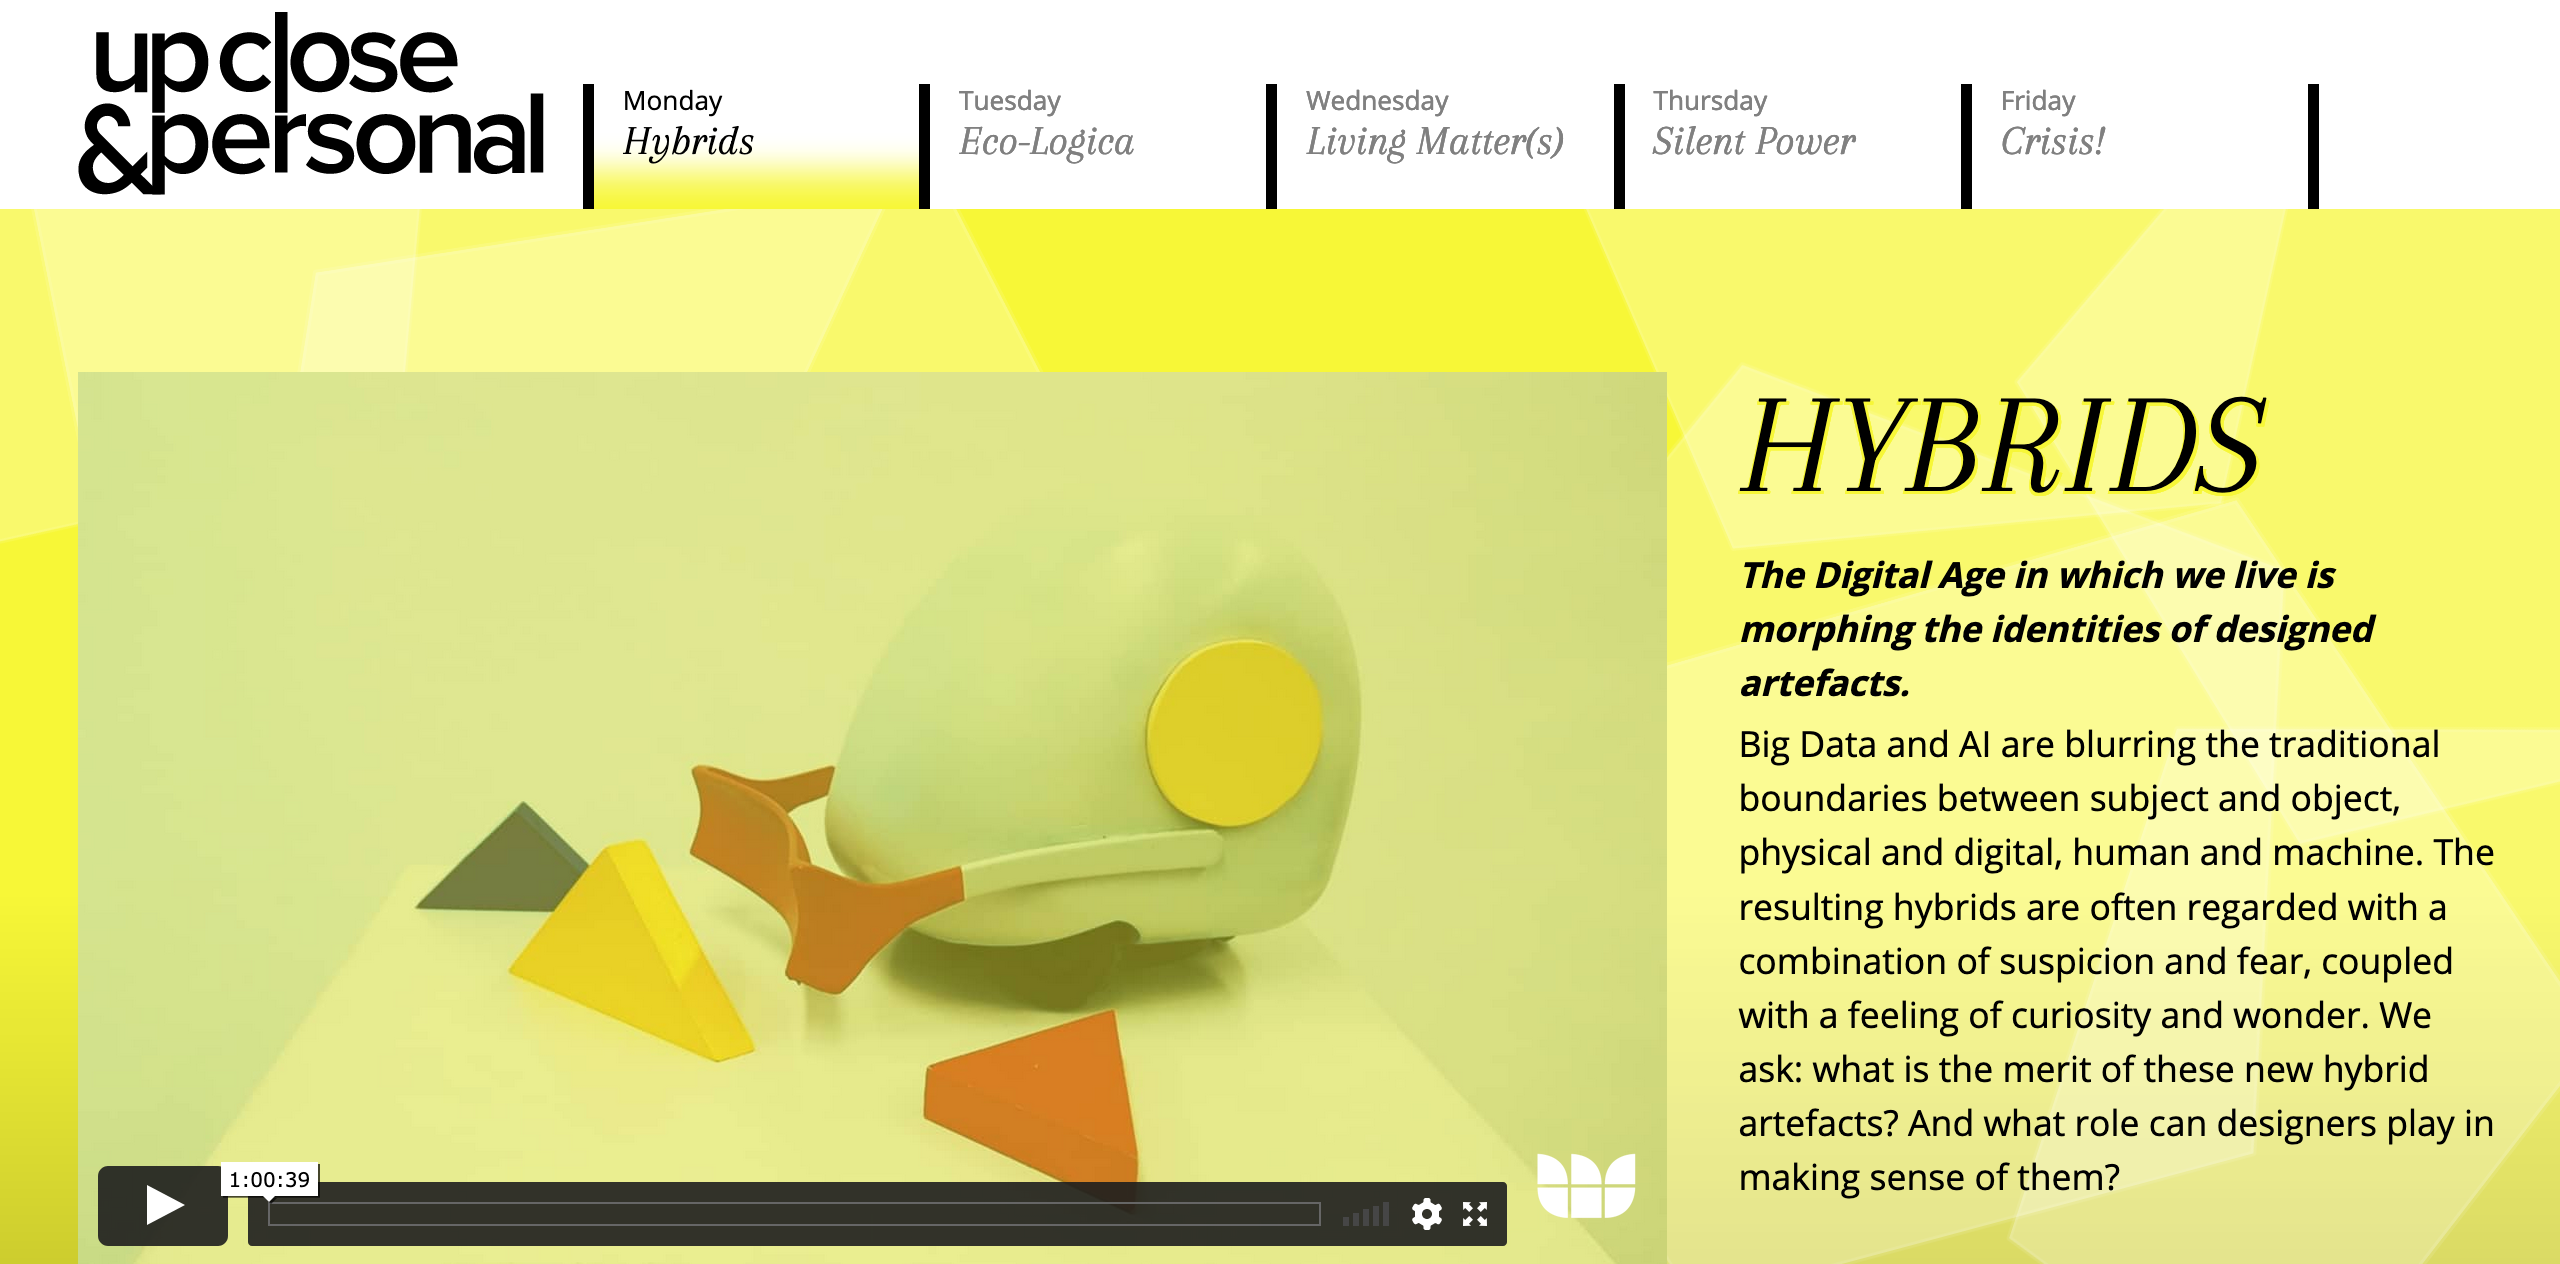 up close
&personal
Monday
Hybrids
Tuesday
Eco-Logica
Wednesday
Living Matter(s)
Thursday
Silent Power
Friday
Crisis!
HYBRIDS
The Digital Age in which we live is
morphing the identities of designed
artefacts.
Big Data and AI are blurring the traditional
boundaries between subject and object,
physical and digital, human and machine. The
resulting hybrids are often regarded with a
combination of suspicion and fear, coupled
with a feeling of curiosity and wonder. We
ask: what is the merit of these new hybrid
artefacts? And what role can designers play in
making sense of them?
1:00:39